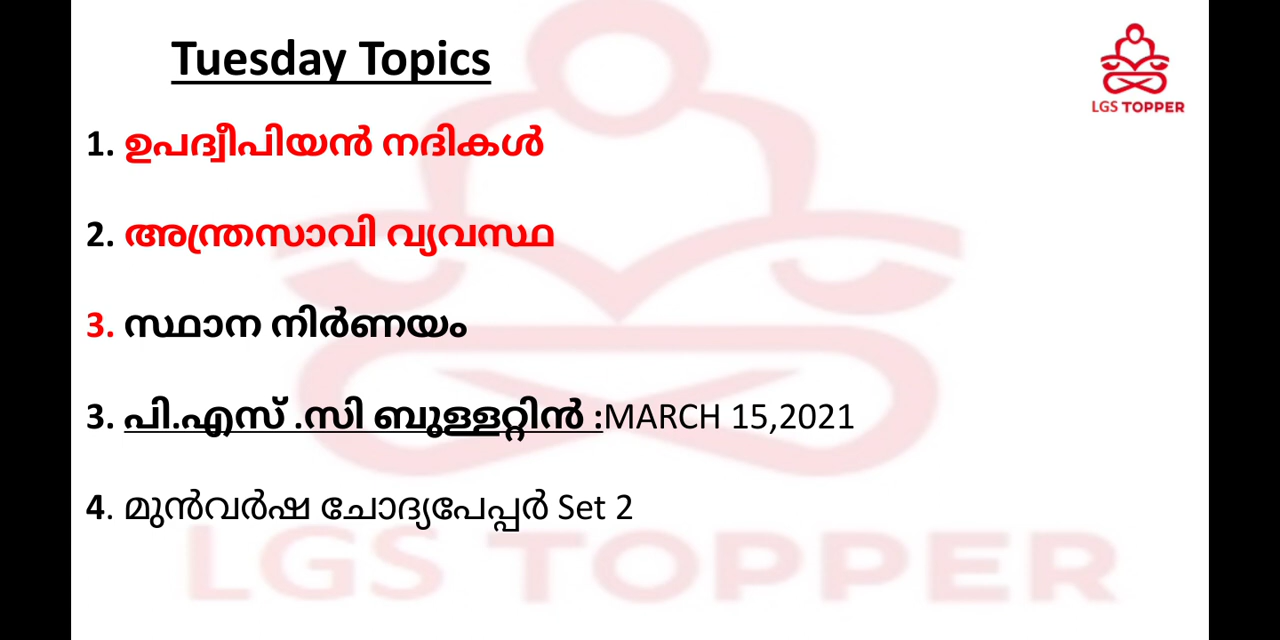 Tuesday Topics
LGS TOPPER
1. ഉപദ്വീപിയൻ നദികൾ
2. അന്ത്രസാവി വ്യവസ്ഥ
3. സ്ഥാന നിർണയം
3. പി.എസ് .സി ബുള്ളറ്റിൻ :MARCH 15,2021
4. മുൻവർഷ ചോദ്യപേപ്പർ Set 2
LGS TOPPER